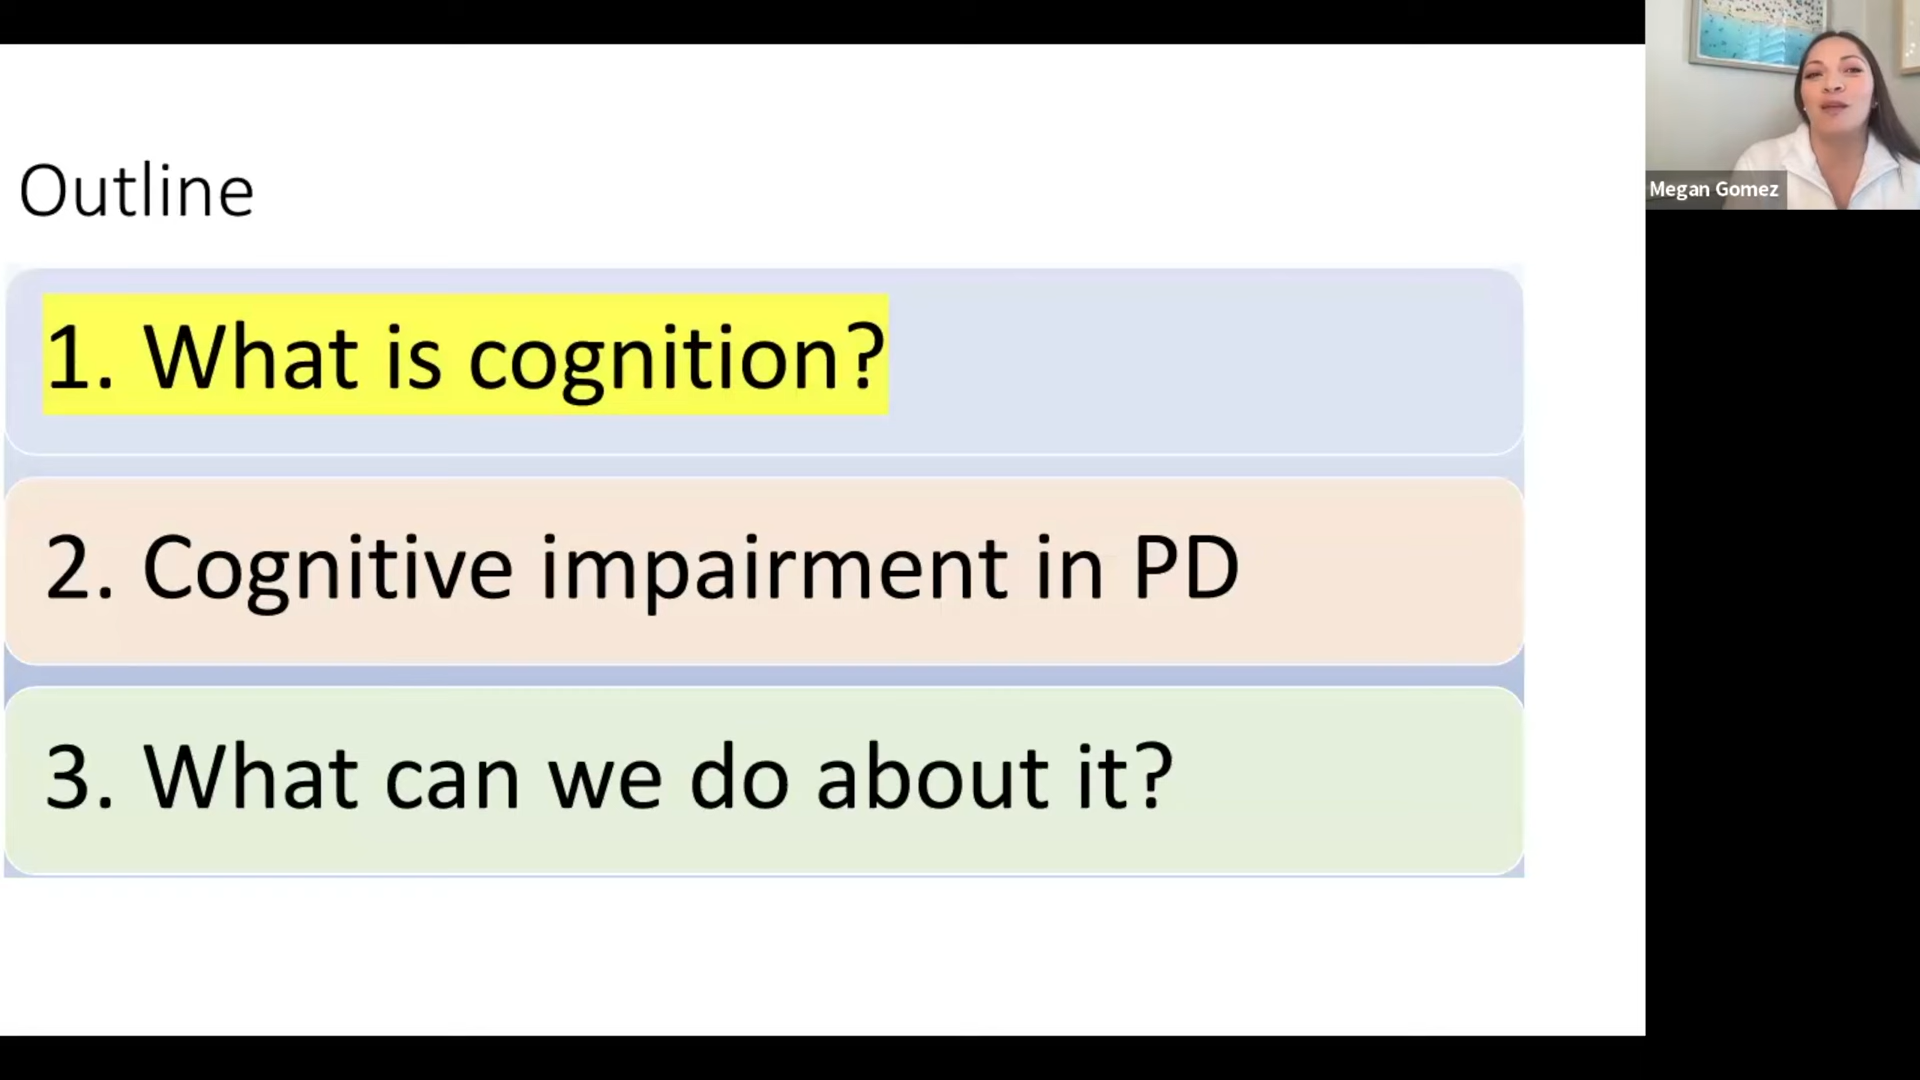 Outline
1. What is cognition?
2. Cognitive impairment in PD
3. What can we do about it?
Megan Gomez